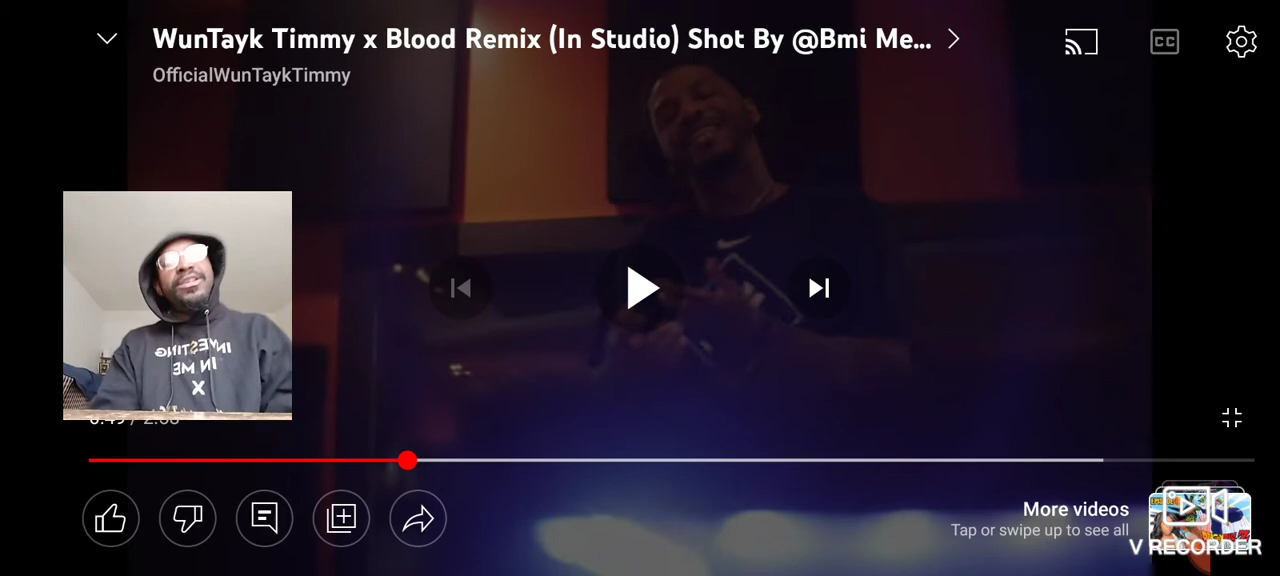 WunTayk Timmy x Blood Remix (In Studio) Shot By @Bmi Me...
OfficialWunTaykTimmy
CC
INVESTING
IN ME
X
More videos
Tap or swipe up to see all
V RECORDER